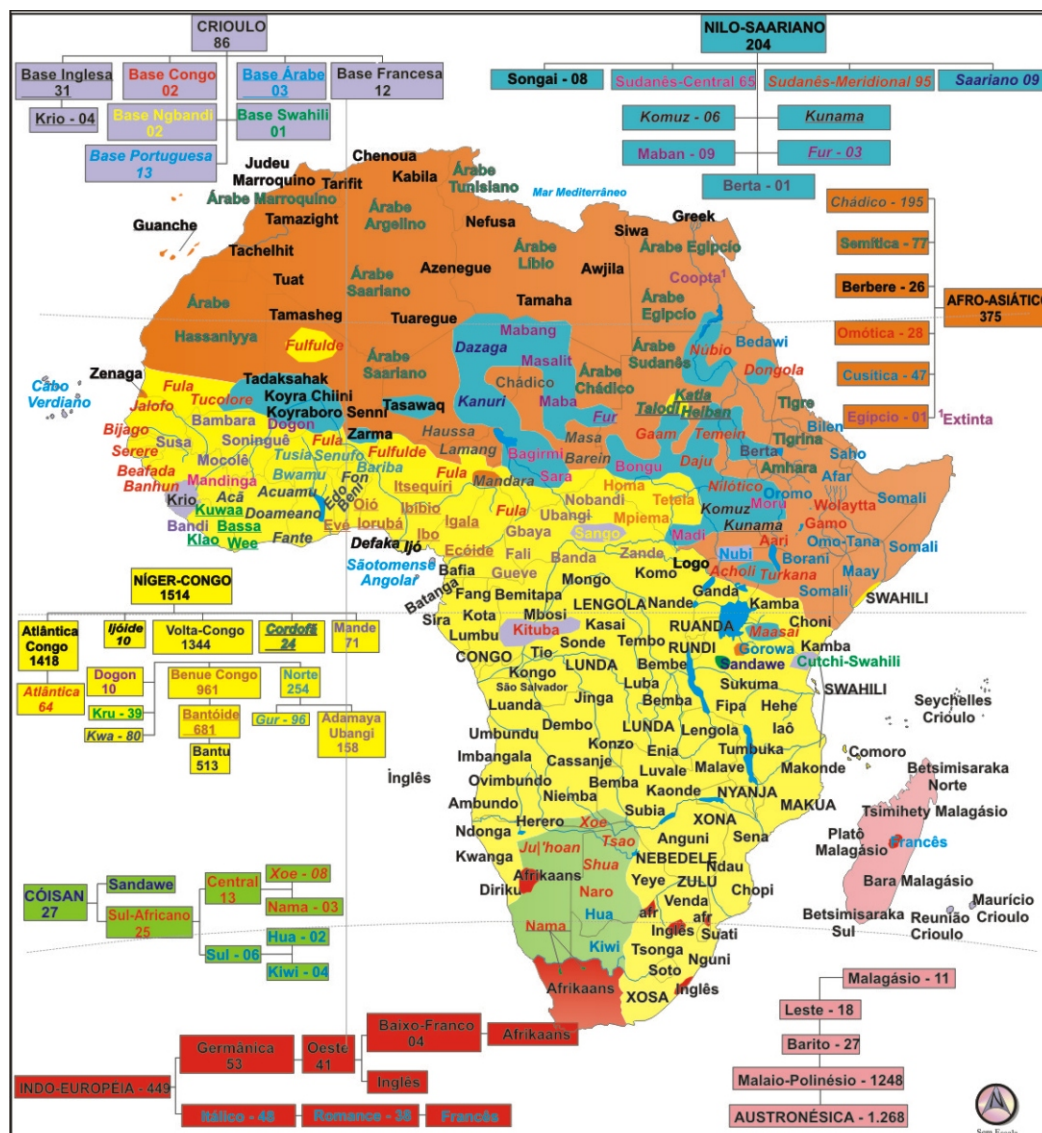 CRIOULO
86
Base Inglesa
31
Krio - 04
Base Congo
02
Base Árabe
03
Base Francesa
12
Base Ngbandi
02
Base Swahili
01
Base Portuguesa
13
NILO-SAARIANO
204
Songai - 08
Sudanés-Central 65
Sudanés-Meridional 95
Saariano 09
Komuz - 06
Kunama
Maban - 09
Fur - 03
Berta - 01
Chádico - 195
Semítica - 77
Berbere - 26
AFRO-ASIÁTICO
375
Omótica - 28
Cusitica - 47
Egípcio - 01
¹Extinta
Judeu
Marroquino
Chenoua
Tarifit
Kabila
Árabe
Tunisiano
Mar Mediterrâneo
Árabe Marroquino
Guanche
Tamazight
Árabe
Argelino
Nefusa
Siwa
Greek
Árabe Egípcio
Tachelhit
Azenegue
Árabe
Líbio
Awjila
Coopta¹
Tuat
Árabe
Saariano
Tamaha
Árabe
Egípcio
Árabe
Hassanlyya
Tamasheg
Tuaregue
Fulfulde
Árabe
Saariano
Mabang
Dazaga
Masalit
Árabe
Sudanês
Núbio
Bedawi
Dongola
Cabo
Verdiano
Zenaga
Fula
Jalofo
Tucolore
Tadaksahak
Koyra Chiini
Koyraboro Senni
Tasawaq
Chádico
Kanuri
Maba
Árabe
Chádico
Fur
Katla
Talodi
Heiban
Tigre
Bijago
Serere
Bambara
Dogon
Zarma
Haussa
Lamang
Masa
Barein
Gaam
Temein
Bilen
Tigrina
Saho
Susa
Soninguê
Fula
Tusia
Senufo
Fulfulde
Bagirmi
Daju
Berta
Amhara
Afar
Beafada
Banhun
Mocolê
Mandinga
Bwamu
Bariba
Fon
Fula
Mandara
Sara
Bongu
Nilótico
Oromo
Somali
Krio
Acã
Acuamu
Edo
Beni
Oió
Itsequíri
Ibíbio
Homa
Nobandi
Tetela
Moru
Wolaytta
Komuz
Gamo
Kuwaa
Doameano
Fula
Ubangi
Mpiema
Kunama
Bandi
Bassa
Evé
Iorubá
Igala
Gbaya
Sango
Madi
Aari
Omo-Tana
Somali
Klao
Wee
Fante
Ibo
Defaka
Ijó
Ecóide
Fali
Banda
Zande
Nubi
Borani
Sãotomense
Angolar
Bafia
Gueve
Logo
Acholi
Turkana
Maay
Batanga
Fang
Bemitapa
Mongo
Komo
Ganda
Somali
SWAHILI
Sira
Kota
Mbosi
LENGOLA
Nande
Kamba
Kasai
RUANDA
Choni
Lumbu
Kituba
Sonde
Tembo
Maasai
CONGO
Tio
RUNDI
Gorowa
Kamba
Kongo
LUNDA
Bembe
Sandawe
Cutchi-Swahili
São Salvador
Luba
Sukuma
SWAHILI
Luanda
Jinga
Bemba
Fipa
Hehe
Seychelles
Crioulo
Dembo
LUNDA
Lengola
Iaô
Umbundu
Konzo
Tumbuka
Comoro
Imbangala
Cassanje
Enia
Luvale
Malave
Makonde
Betsimisaraka
Norte
İnglês
Ovimbundo
Bemba
Kaonde
NYANJA
Niemba
MAKUA
Tsimihety Malagásio
Ambundo
Subia
XONA
Herero
Xoe
Sena
Ndonga
Anguni
Platô
Malagásio
Francês
Ju|'hoan
Tsao
Kwanga
Shua
NEBEDELE
Ndau
Afrikaans
Yeye
ZULU
Bara Malagásio
Diriku
Naro
Chopi
Venda
Maurício
Crioulo
Hua
afr
afr
Betsimisaraka
Sul
Reunião
Crioulo
Nama
Inglês
Suati
Kiwi
Tsonga
Nguni
Soto
Afrikaans
XOSA
Inglês
NÍGER-CONGO
1514
Atlântica
Congo
1418
Ijóide
10
Volta-Congo
1344
Cordofã
24
Mande
71
Atlântica
64
Dogon
10
Benue Congo
961
Norte
254
Kru - 39
Kwa - 80
Bantóide
681
Gur - 96
Adamaya
Ubangi
158
Bantu
513
CÓISAN
27
Sandawe
Sul-Africano
25
Central
13
Xoe - 08
Nama - 03
Sul - 06
Hua - 02
Kiwi - 04
INDO-EUROPÉIA - 449
Germânica
53
Oeste
41
Baixo-Franco
04
Afrikaans
Inglês
Itálico - 48
Romance - 38
Francês
Malagásio - 11
Leste - 18
Barito - 27
Malaio-Polinésio - 1248
AUSTRONÉSICA - 1.268